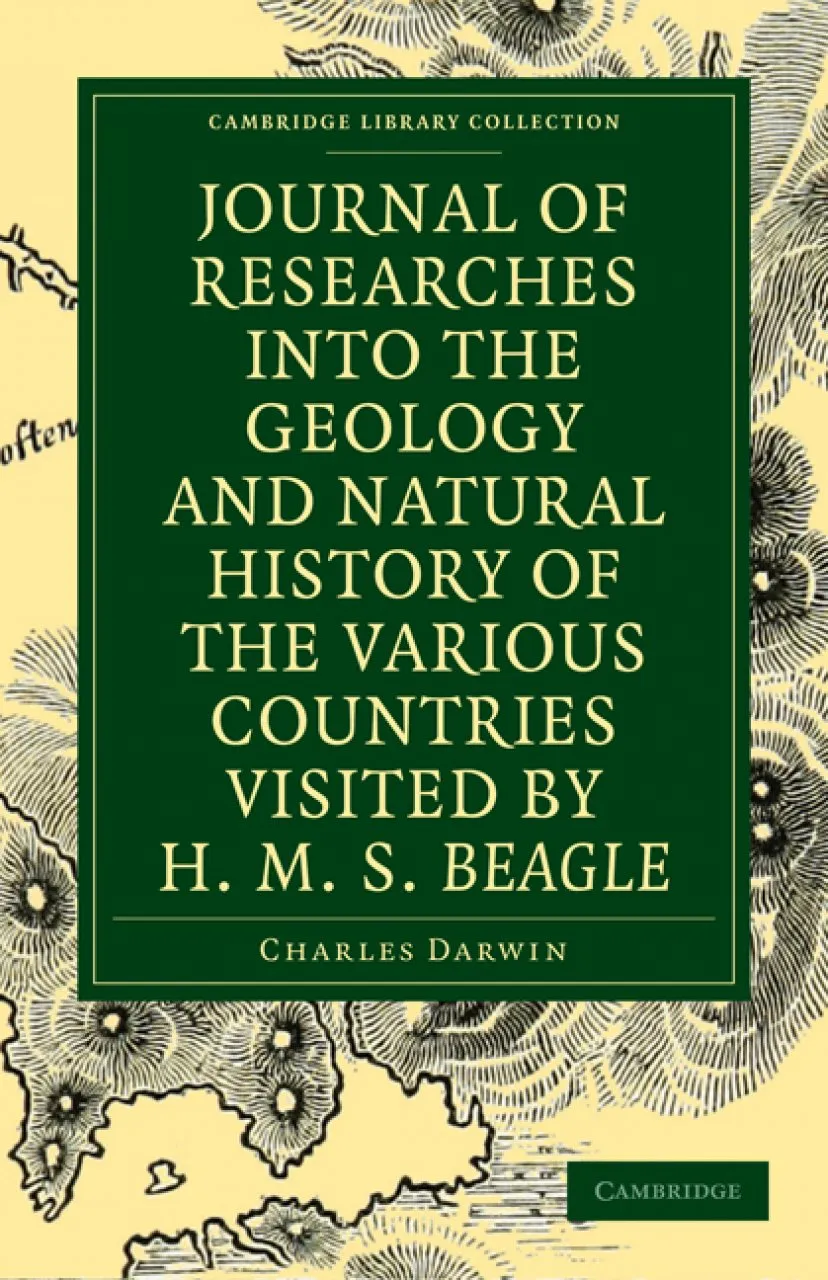 CAMBRIDGE LIBRARY COLLECTION
JOURNAL OF
RESEARCHES
INTO THE
GEOLOGY
AND NATURAL
HISTORY OF
THE VARIOUS
COUNTRIES
VISITED BY
H. M. S. BEAGLE
often
CHARLES DARWIN
CAMBRIDGE